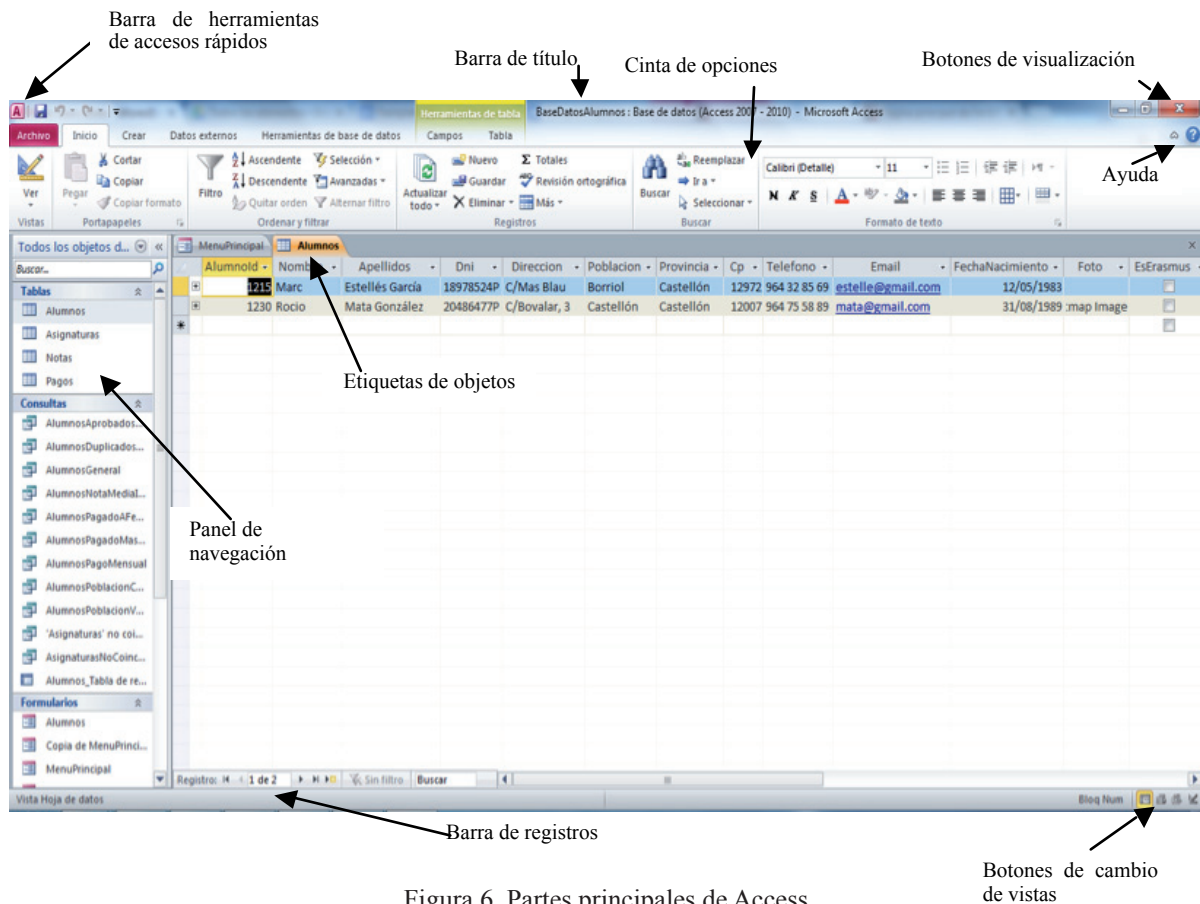 Barra de herramientas
de accesos rápidos
Barra de título
Cinta de opciones
Botones de visualización
Herramientas de tabla
BaseDatosAlumnos : Base de datos (Access 2007 - 2010) - Microsoft Access
Archivo Inicio Crear Datos externos Herramientas de base de datos Campos Tabla
Ayuda
Ver
Vistas
Pegar
Cortar
Copiar
Copiar formato
Portapapeles
Filtro
Ascendente
Descendente
Quitar orden
Selección
Avanzadas
Alternar filtro
Ordenar y filtrar
Actualizar
todo
Nuevo
Guardar
Eliminar
Totales
Revisión ortográfica
Más
Registros
Buscar
Reemplazar
Ir a
Seleccionar
Buscar
Calibri (Detalle) 11
N K S A
Formato de texto
Todos los objetos d... «
Buscar...
MenuPrincipal Alumnos
AlumnoId Nomb Apellidos Dni Direccion Poblacion Provincia Cp Telefono Email FechaNacimiento Foto EsErasmus
1215 Marc Estellés García 18978524P C/Mas Blau Borriol Castellón 12972 964 32 85 69 estelle@gmail.com 12/05/1983
1230 Rocio Mata González 20486477P C/Bovalar, 3 Castellón Castellón 12007 964 75 58 89 mata@gmail.com 31/08/1989 :map Image
Tablas
Alumnos
Asignaturas
Notas
Pagos
Consultas
AlumnosAprobados...
AlumnosDuplicados...
AlumnosGeneral
AlumnosNotaMediaI...
AlumnosPagadoAFe...
AlumnosPagadoMas...
AlumnosPagoMensual
AlumnosPoblacionC...
AlumnosPoblacionV...
'Asignaturas' no coi...
AsignaturasNoCoinc...
Alumnos_Tabla de re...
Formularios
Alumnos
Copia de MenuPrinci...
MenuPrincipal
Etiquetas de objetos
Panel de
navegación
Registro: 1 de 2 Sin filtro Buscar
Vista Hoja de datos
Bloq Num
Barra de registros
Botones de cambio
de vistas
Figura 6. Partes principales de Access